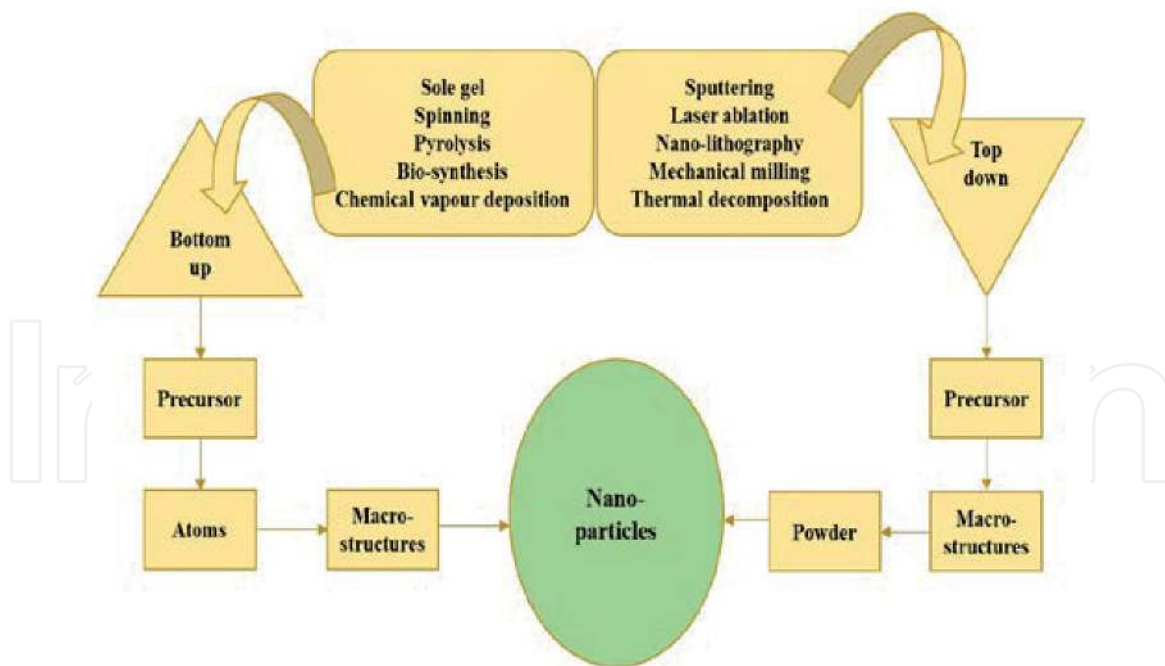 Sole gel
Spinning
Pyrolysis
Bio-synthesis
Chemical vapour deposition
Sputtering
Laser ablation
Nano-lithography
Mechanical milling
Thermal decomposition
Bottom
up
Top
down
Precursor
Atoms
Macro-
structures
Nano-
particles
Precursor
Macro-
structures
Powder